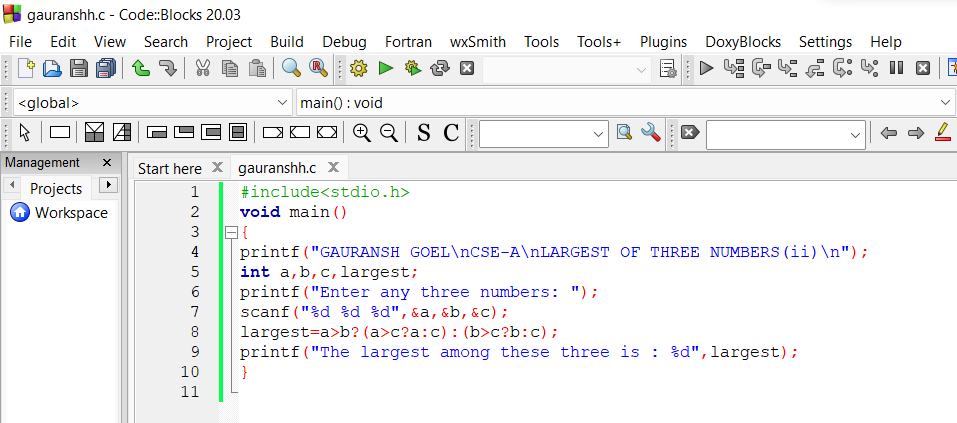 gauranshh.c - Code::Blocks 20.03
File Edit View Search Project Build Debug Fortran wxSmith Tools Tools+ Plugins DoxyBlocks Settings Help
<global> main() : void
S C
Management
Start here gauranshh.c
Projects
Workspace
1 #include<stdio.h>
2 void main()
3 {
4 printf("GAURANSH GOEL\nCSE-A\nLARGEST OF THREE NUMBERS(ii)\n");
5 int a,b,c,largest;
6 printf("Enter any three numbers: ");
7 scanf("%d %d %d",&a,&b,&c);
8 largest=a>b?(a>c?a:c):(b>c?b:c);
9 printf("The largest among these three is : %d",largest);
10 }
11